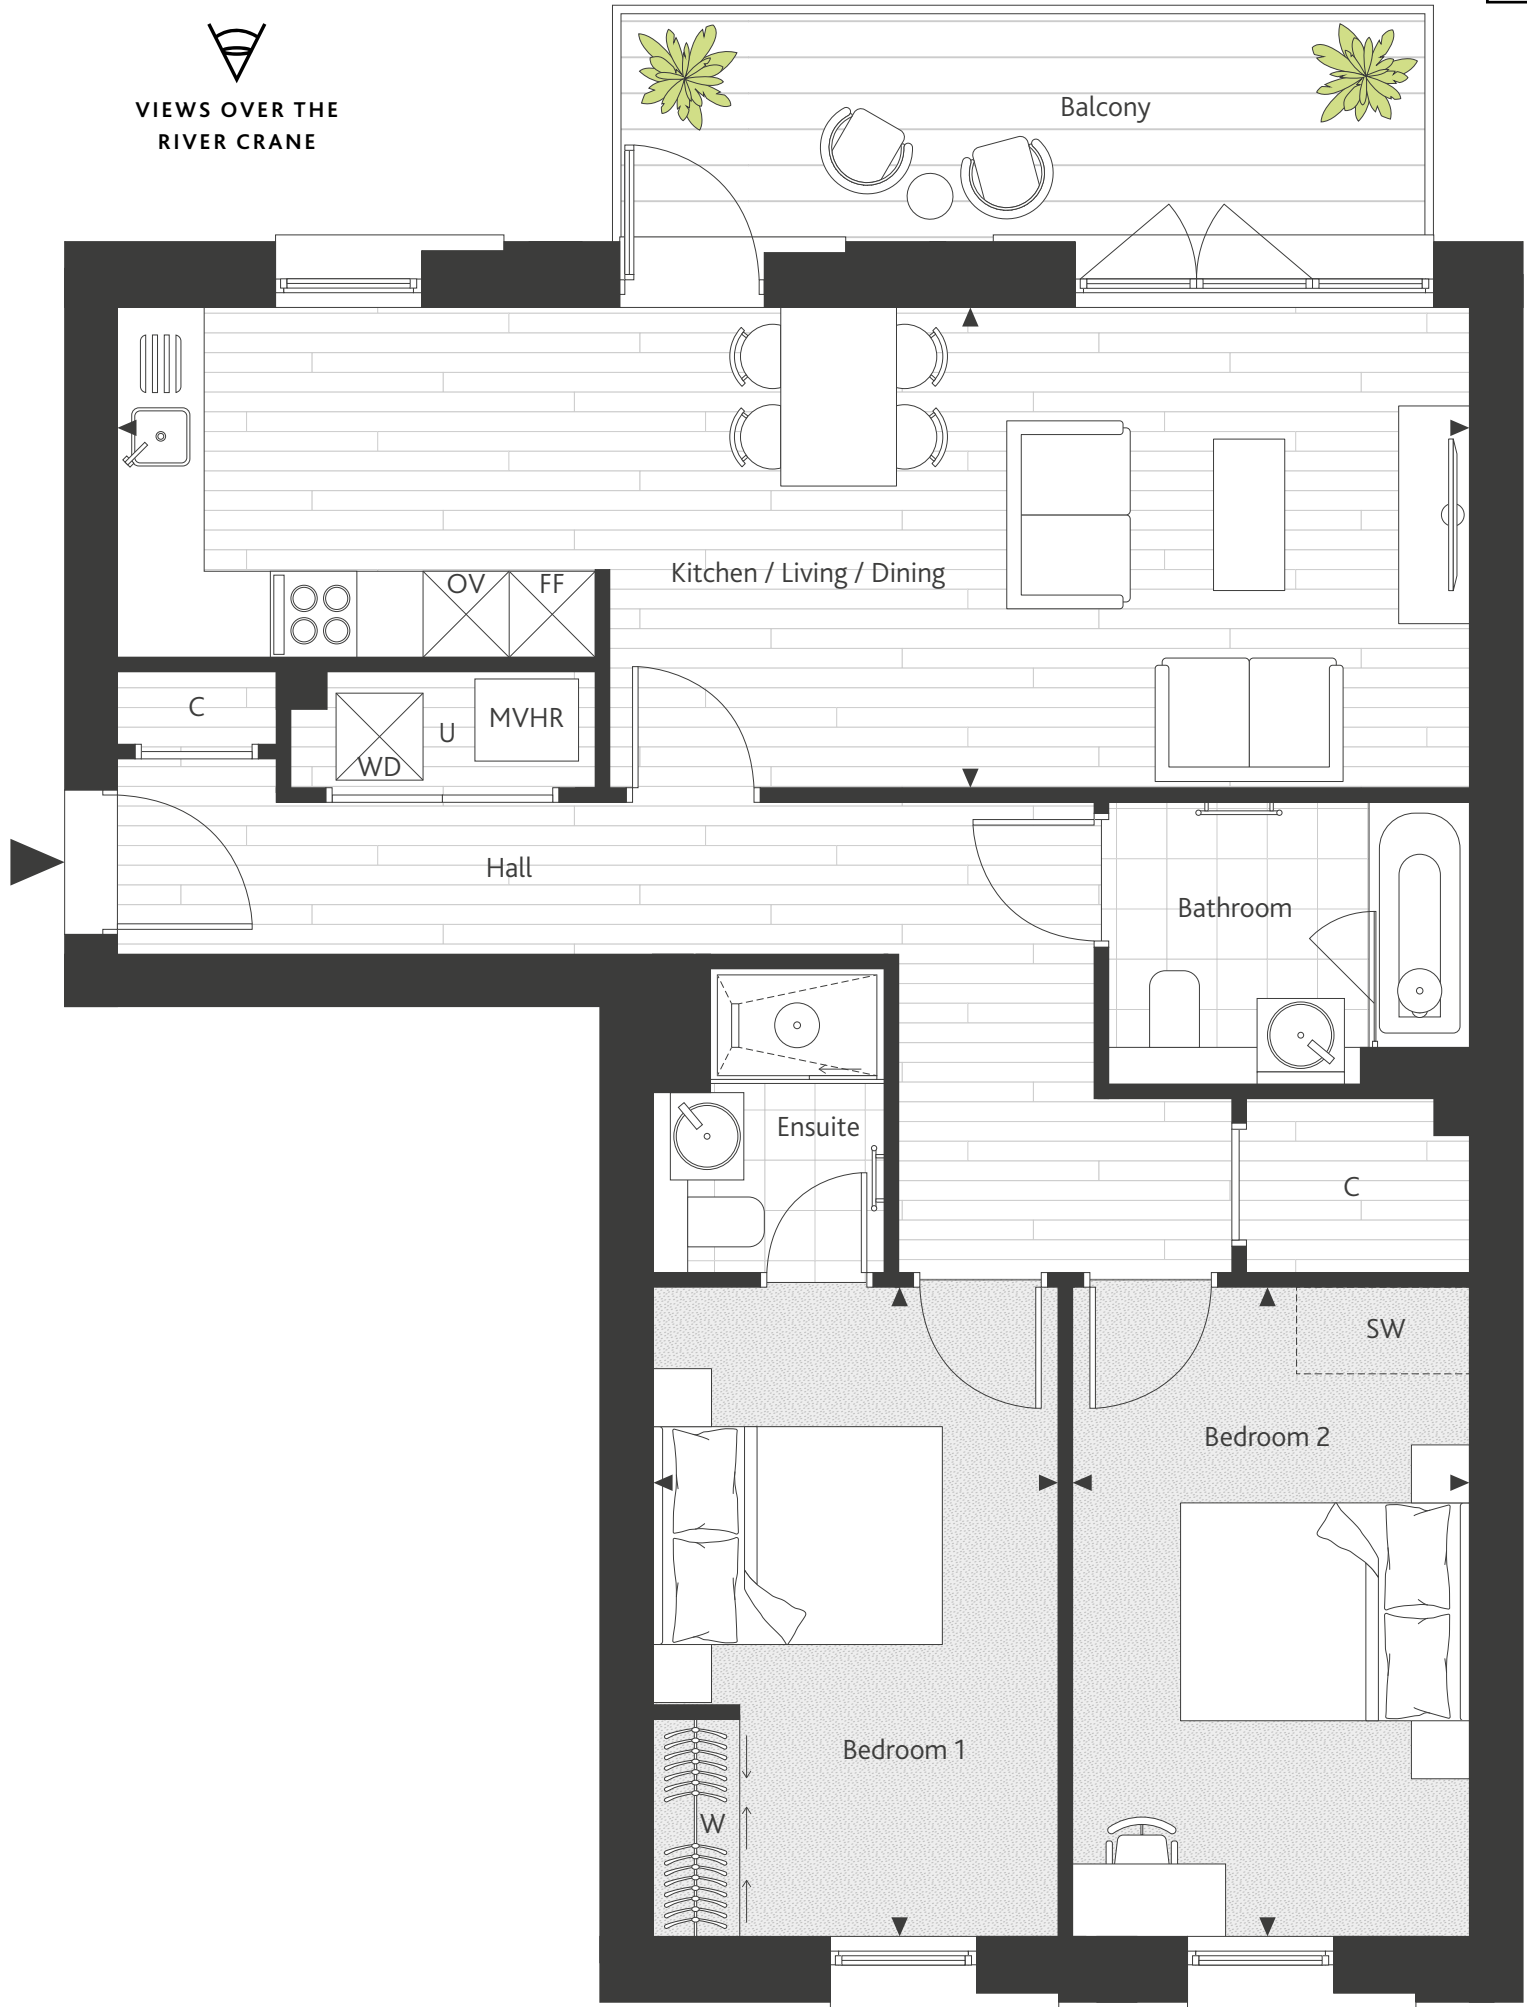 VIEWS OVER THE
RIVER CRANE
Balcony
OV
FF
Kitchen / Living / Dining
C
U
MVHR
WD
Hall
Bathroom
Ensuite
C
SW
Bedroom 2
Bedroom 1
W